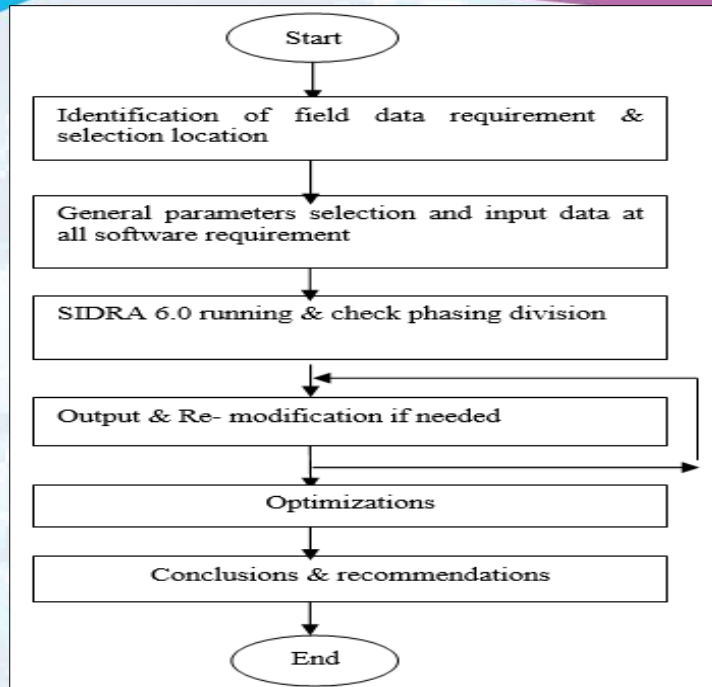 Start
Identification of field data requirement &
selection location
General parameters selection and input data at
all software requirement
SIDRA 6.0 running & check phasing division
Output & Re- modification if needed
Optimizations
Conclusions & recommendations
End